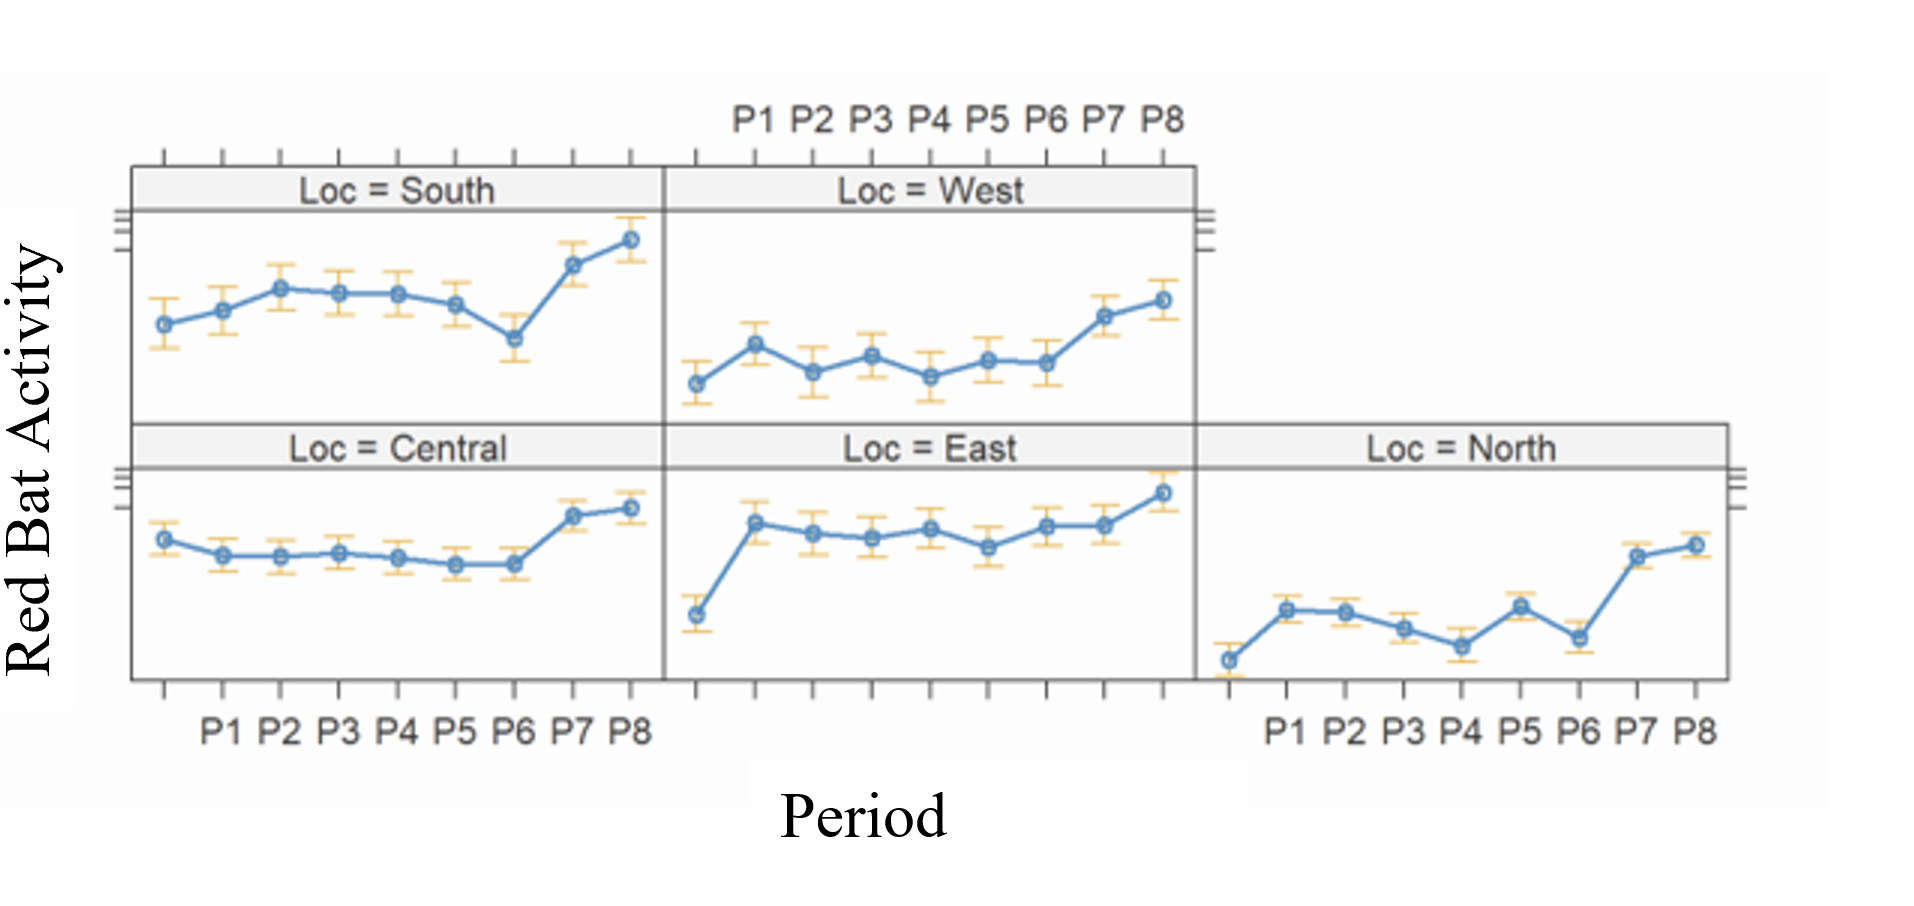 Red Bat Activity
P1 P2 P3 P4 P5 P6 P7 P8
Loc = South
Loc = West
Loc = Central
Loc = East
Loc = North
P1 P2 P3 P4 P5 P6 P7 P8
P1 P2 P3 P4 P5 P6 P7 P8
Period